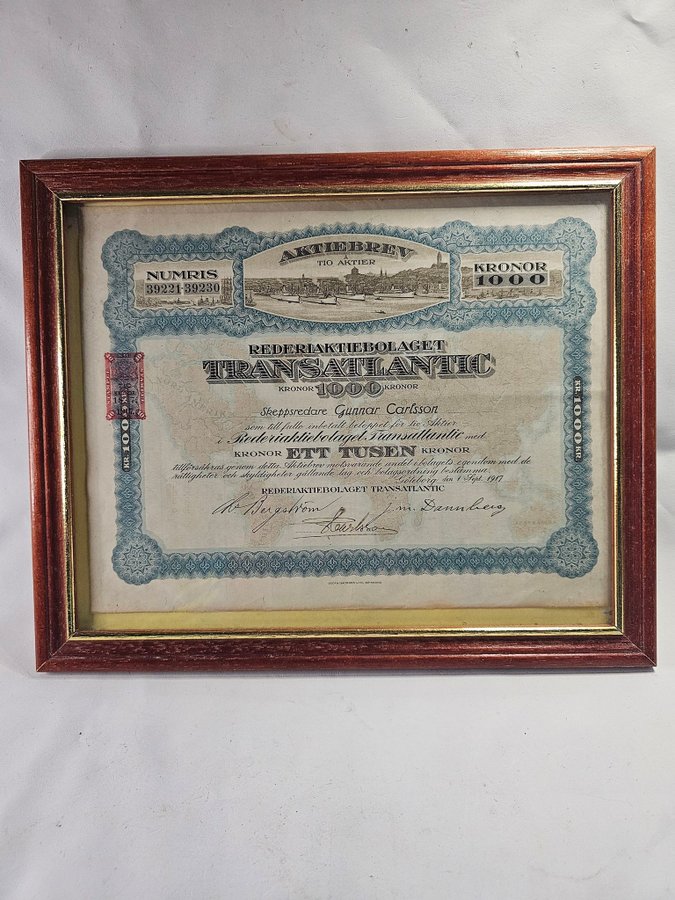 AKTIEBREV
Å
TIO AKTIER
NUMRIS
39221-39230
KRONOR
1000
REDERIAKTIEBOLAGET
TRANSATLANTIC
KRONOR 1000 KRONOR
Skeppsredare Gunnar Carlsson
som till fullo inbetalt beloppet för tio Aktier
i Rederiaktiebolaget Transatlantic med
KRONOR ETT TUSEN KRONOR
tillförsäkras genom detta Aktiebrev motsvarande andel i bolagets egendom med de
rättigheter och skyldigheter gällande lag och bolagsordning bestämma.
Göteborg den 1 Sept. 1917
REDERIAKTIEBOLAGET TRANSATLANTIC
W Bergström
J. M. Dannberg
Carlsson
KR. 1000 KR.
KR. 1000 KR.